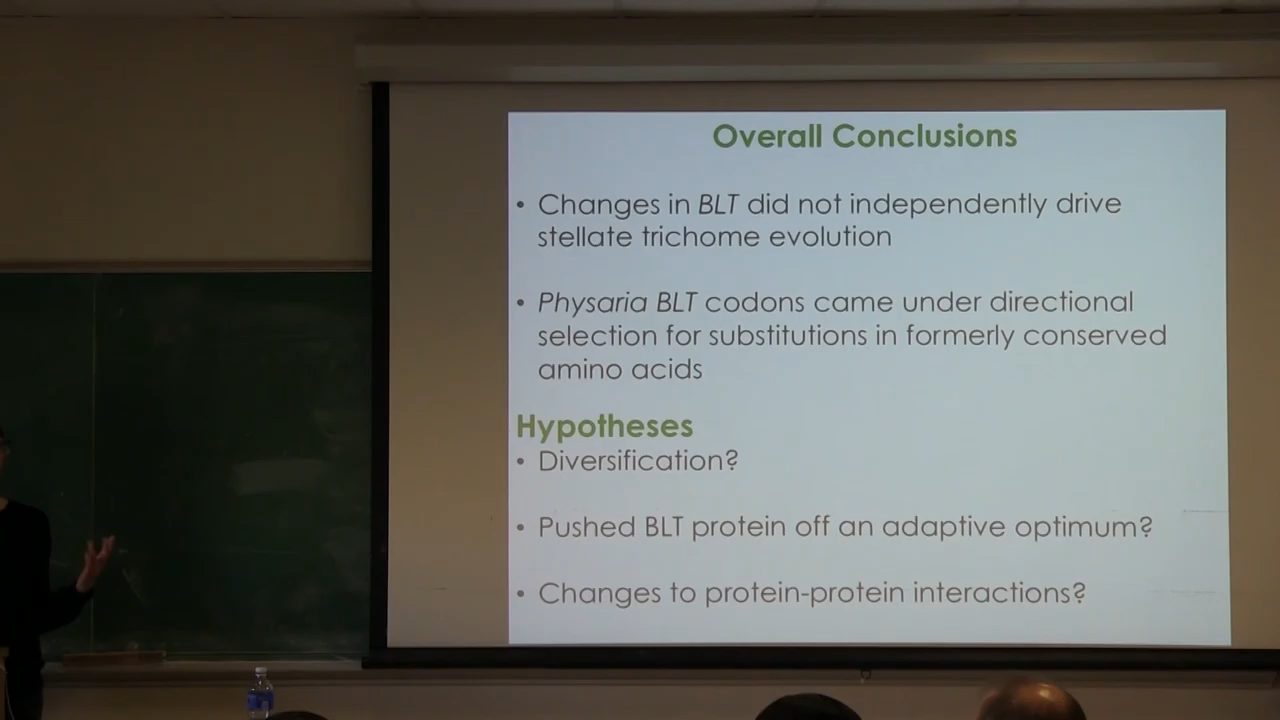 Overall Conclusions
• Changes in BLT did not independently drive
stellate trichome evolution
• Physaria BLT codons came under directional
selection for substitutions in formerly conserved
amino acids
Hypotheses
• Diversification?
• Pushed BLT protein off an adaptive optimum?
• Changes to protein-protein interactions?